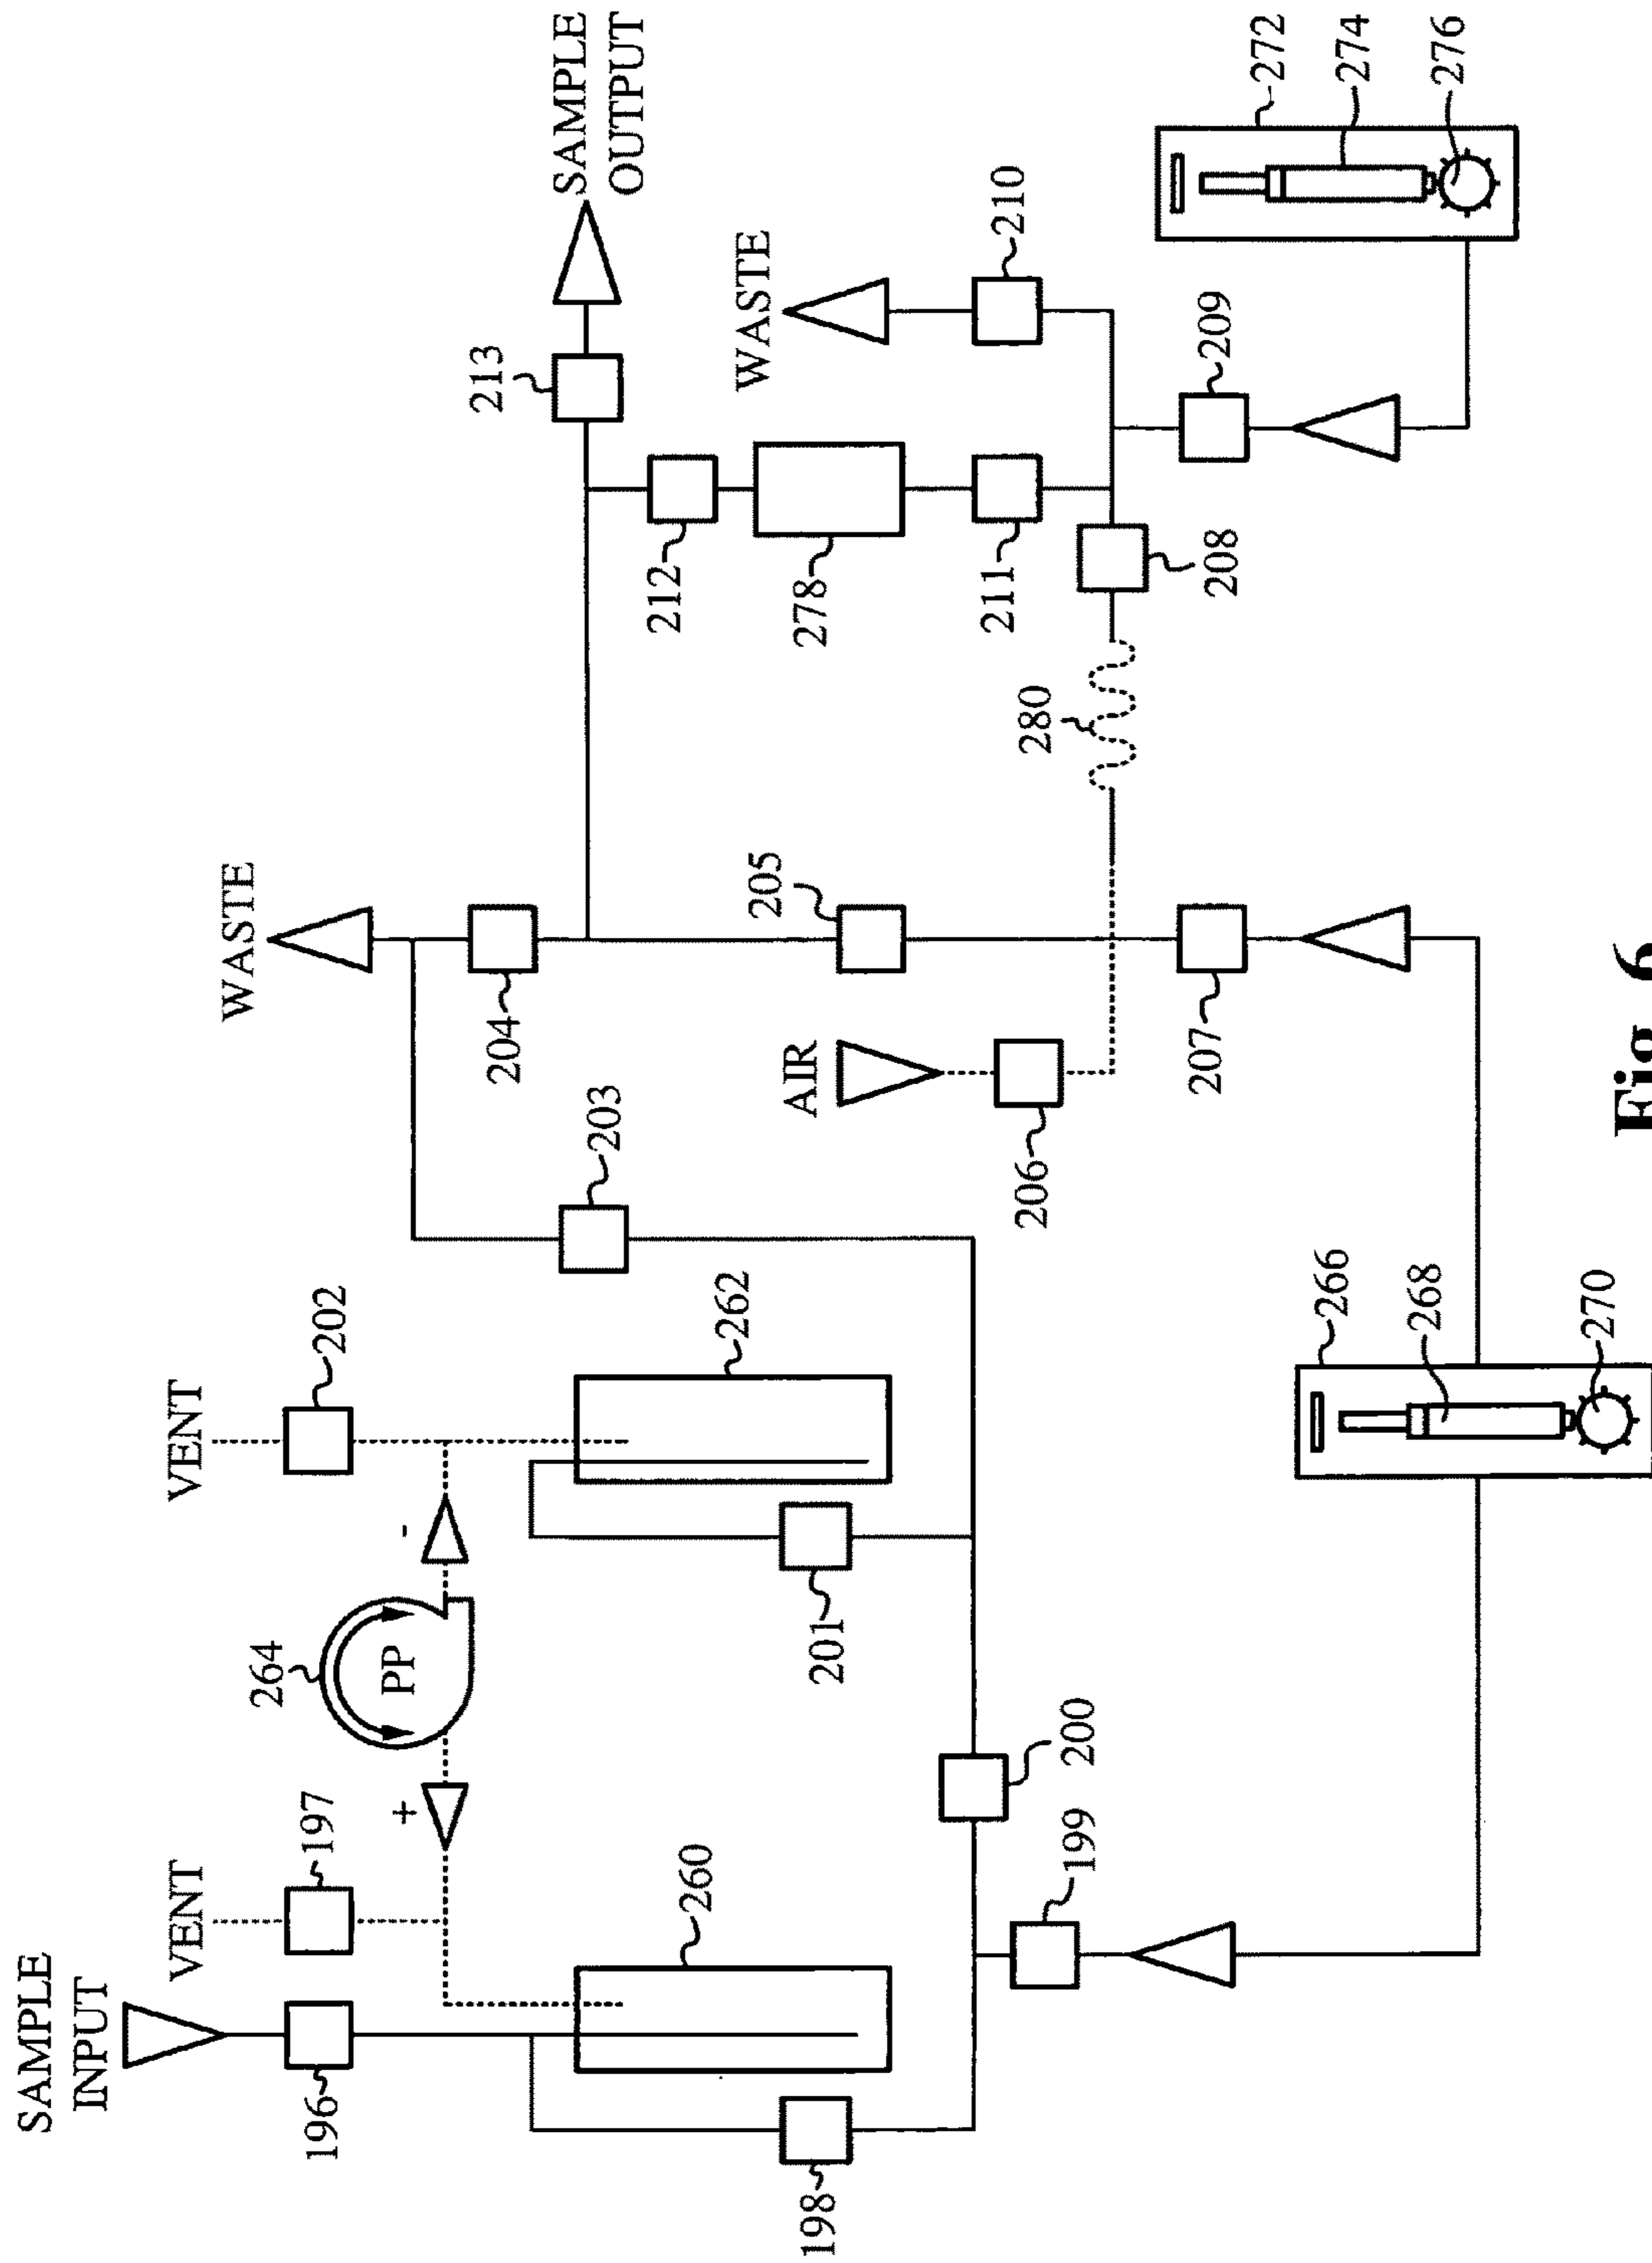 SAMPLE
INPUT
196
VENT
197
264
PP
+
-
VENT
202
WASTE
198
260
201
262
203
204
200
199
AIR
206
205
207
266
268
270
213
SAMPLE
OUTPUT
212
278
211
WASTE
210
280
208
209
272
274
276
Fig. 6